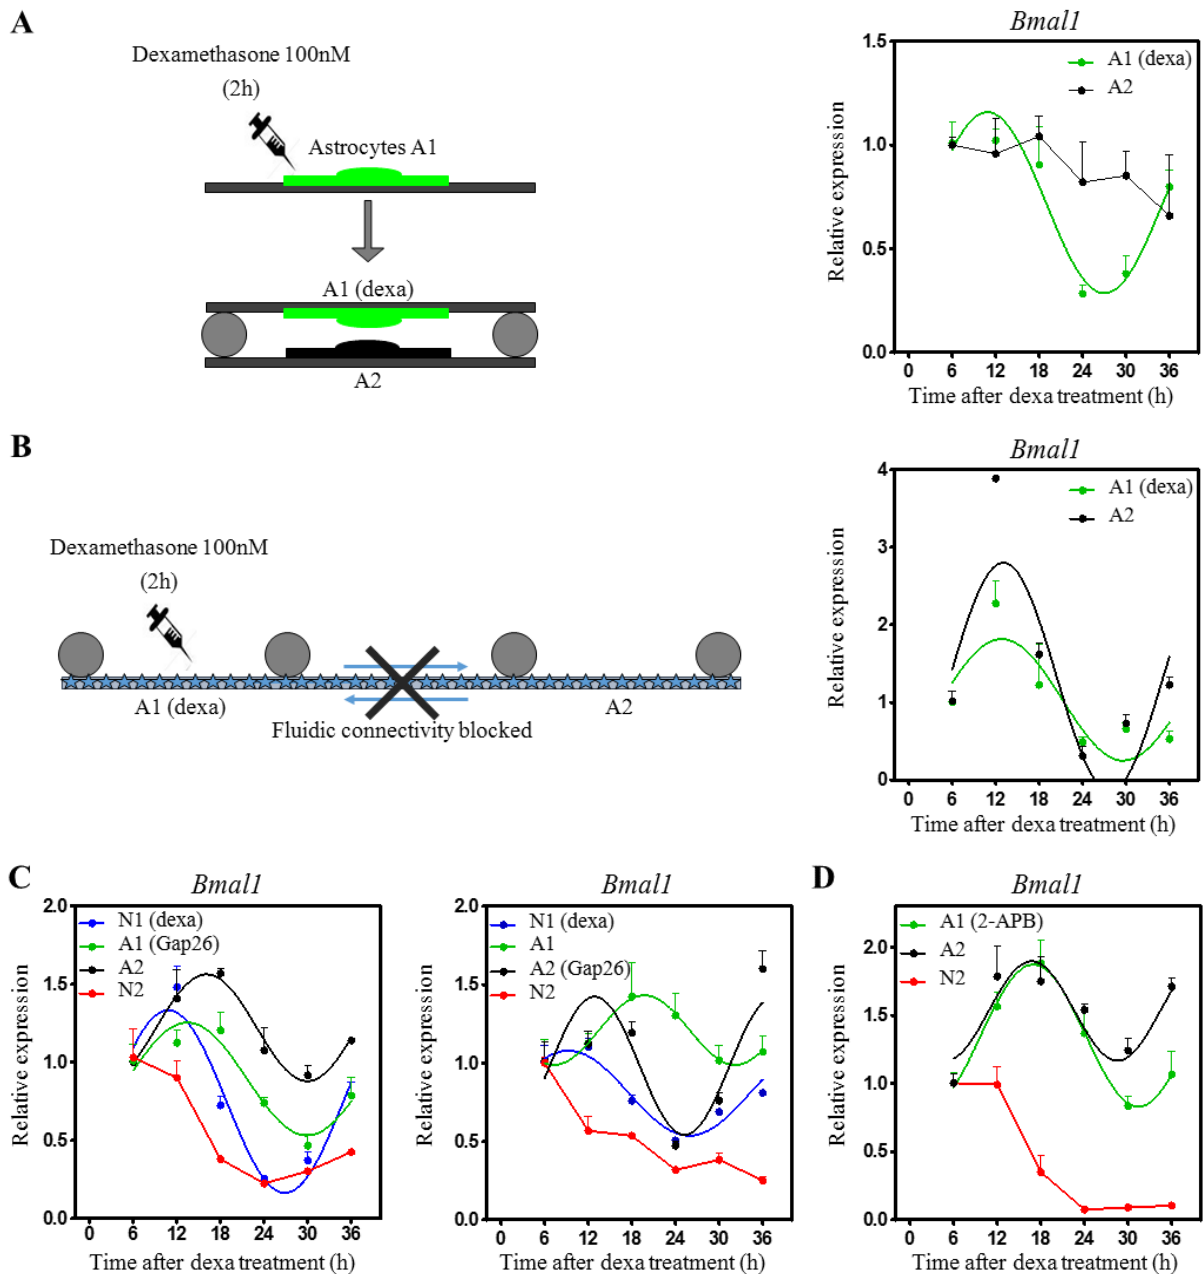 A
Dexamethasone 100nM
(2h)
Astrocytes A1
A1 (dexa)
A2
Bmal1
A1 (dexa)
A2
Relative expression
1.5
1.0
0.5
0.0
0 6 12 18 24 30 36
Time after dexa treatment (h)
B
Dexamethasone 100nM
(2h)
A1 (dexa)
A2
Fluidic connectivity blocked
Bmal1
A1 (dexa)
A2
Relative expression
4
3
2
1
0
0 6 12 18 24 30 36
Time after dexa treatment (h)
C
Bmal1
N1 (dexa)
A1 (Gap26)
A2
N2
Relative expression
2.0
1.5
1.0
0.5
0.0
0 6 12 18 24 30 36
Time after dexa treatment (h)
Bmal1
N1 (dexa)
A1
A2 (Gap26)
N2
Relative expression
2.0
1.5
1.0
0.5
0.0
0 6 12 18 24 30 36
Time after dexa treatment (h)
D
Bmal1
A1 (2-APB)
A2
N2
Relative expression
2.0
1.5
1.0
0.5
0.0
0 6 12 18 24 30 36
Time after dexa treatment (h)